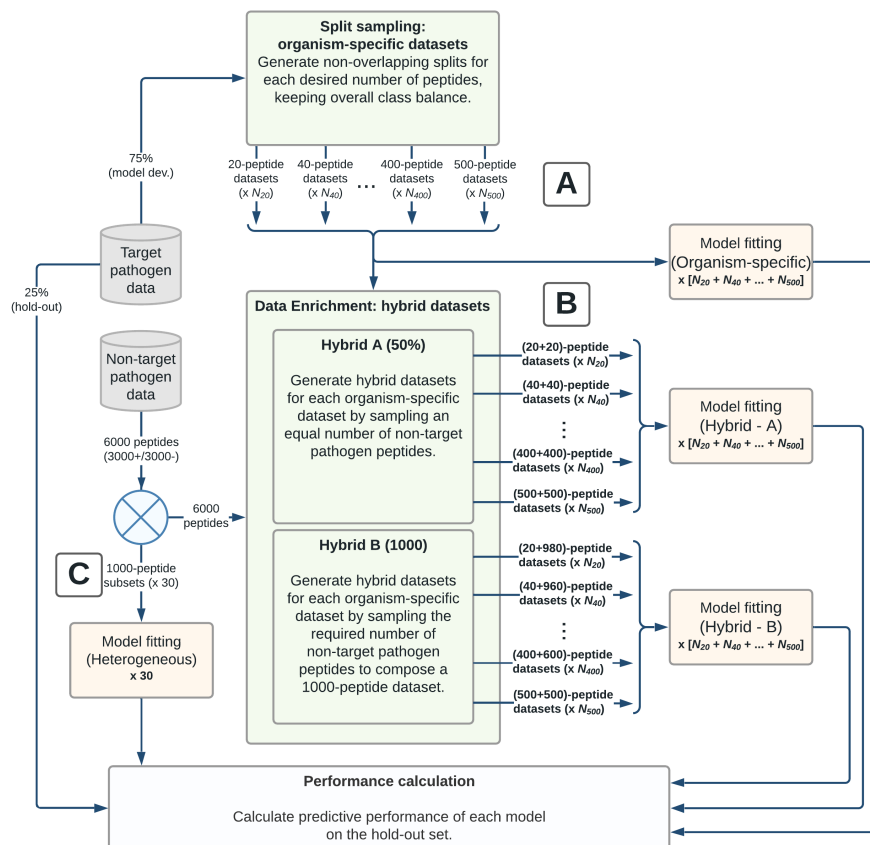 Split sampling:
organism-specific datasets
Generate non-overlapping splits for
each desired number of peptides,
keeping overall class balance.
75%
(model dev.)
20-peptide
datasets
(x N20)
40-peptide
datasets
(x N40)
...
400-peptide
datasets
(x N400)
500-peptide
datasets
(x N500)
A
Target
pathogen
data
25%
(hold-out)
Model fitting
(Organism-specific)
x [N20 + N40 + ... + N500]
Non-target
pathogen
data
6000 peptides
(3000+/3000-)
6000
peptides
C
1000-peptide
subsets (x 30)
Model fitting
(Heterogeneous)
x 30
Data Enrichment: hybrid datasets
B
Hybrid A (50%)
Generate hybrid datasets
for each organism-specific
dataset by sampling an
equal number of non-target
pathogen peptides.
(20+20)-peptide
datasets (x N20)
(40+40)-peptide
datasets (x N40)
⋮
(400+400)-peptide
datasets (x N400)
(500+500)-peptide
datasets (x N500)
Model fitting
(Hybrid - A)
x [N20 + N40 + ... + N500]
Hybrid B (1000)
Generate hybrid datasets
for each organism-specific
dataset by sampling the
required number of
non-target pathogen
peptides to compose a
1000-peptide dataset.
(20+980)-peptide
datasets (x N20)
(40+960)-peptide
datasets (x N40)
⋮
(400+600)-peptide
datasets (x N400)
(500+500)-peptide
datasets (x N500)
Model fitting
(Hybrid - B)
x [N20 + N40 + ... + N500]
Performance calculation
Calculate predictive performance of each model
on the hold-out set.